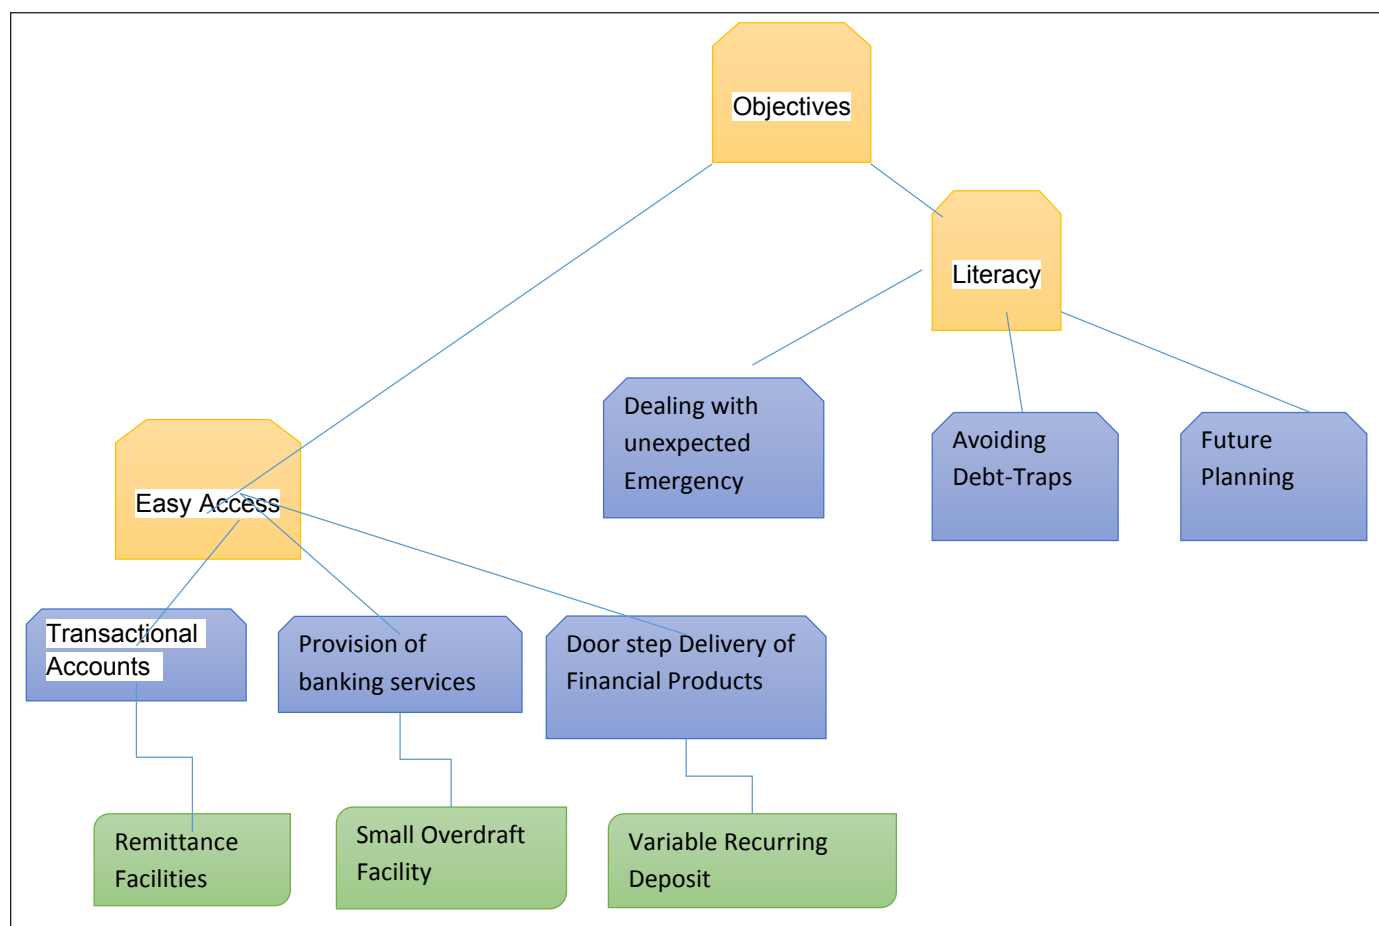 Objectives
Literacy
Dealing with
unexpected
Emergency
Avoiding
Debt-Traps
Future
Planning
Easy Access
Transactional
Accounts
Provision of
banking services
Door step Delivery of
Financial Products
Remittance
Facilities
Small Overdraft
Facility
Variable Recurring
Deposit